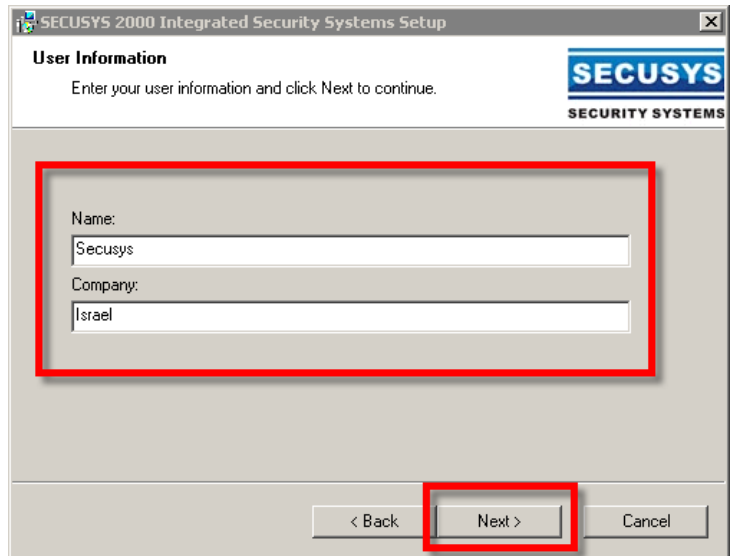 SECUSYS 2000 Integrated Security Systems Setup
User Information
Enter your user information and click Next to continue.
SECUSYS
SECURITY SYSTEMS
Name:
Secusys
Company:
Israel
< Back
Next >
Cancel